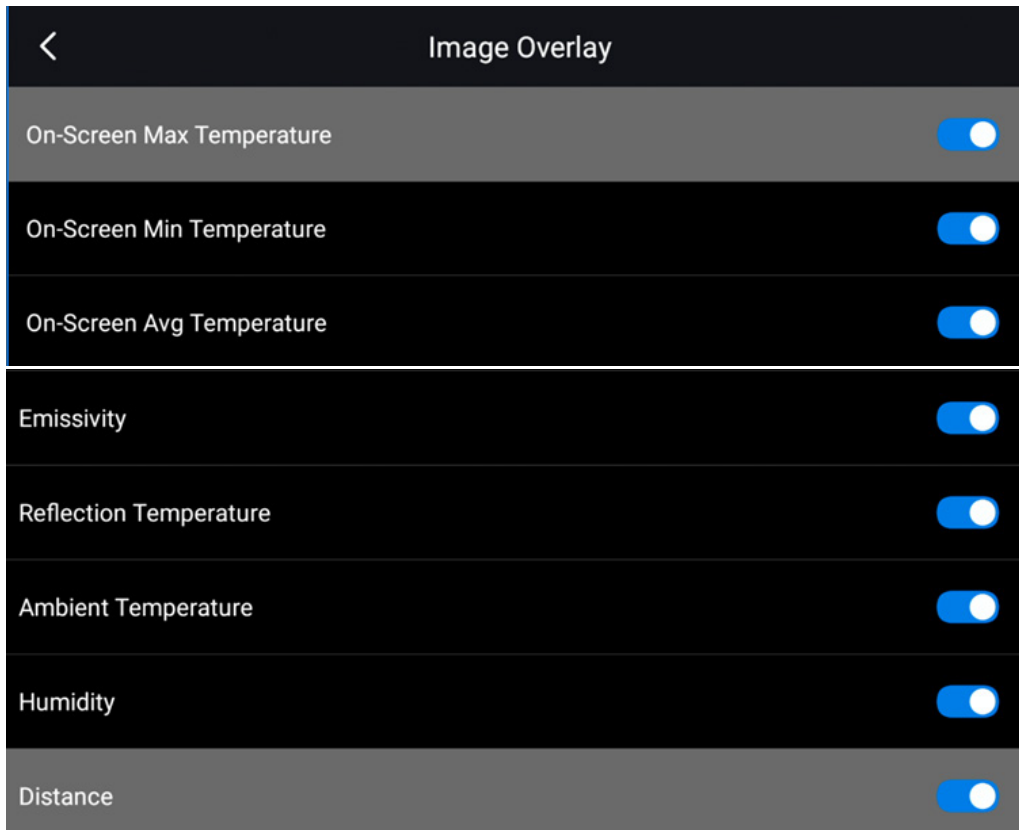 Image Overlay
On-Screen Max Temperature
On-Screen Min Temperature
On-Screen Avg Temperature
Emissivity
Reflection Temperature
Ambient Temperature
Humidity
Distance